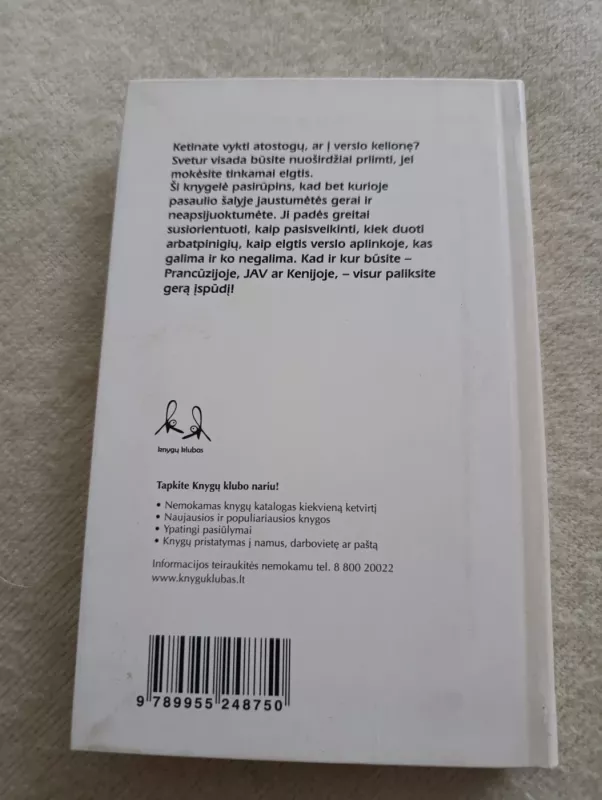 Ketinate vykti atostogų, ar į verslo kelionę?
Svetur visada būsite nuoširdžiai priimti, jei
mokėsite tinkamai elgtis.
Ši knygelė pasirūpins, kad bet kurioje
pasaulio šalyje jaustumėtės gerai ir
neapsijuoktumėte. Ji padės greitai
susiorientuoti, kaip pasisveikinti, kiek duoti
arbatpinigių, kaip elgtis verslo aplinkoje, kas
galima ir ko negalima. Kad ir kur būsite –
Prancūzijoje, JAV ar Kenijoje, – visur paliksite
gerą įspūdį!
knygų klubas
Tapkite Knygų klubo nariu!
• Nemokamas knygų katalogas kiekvieną ketvirtį
• Naujausios ir populiariausios knygos
• Ypatingi pasiūlymai
• Knygų pristatymas į namus, darbovietę ar paštą
Informacijos teiraukitės nemokamu tel. 8 800 20022
www.knyguklubas.lt
9 789955 248750